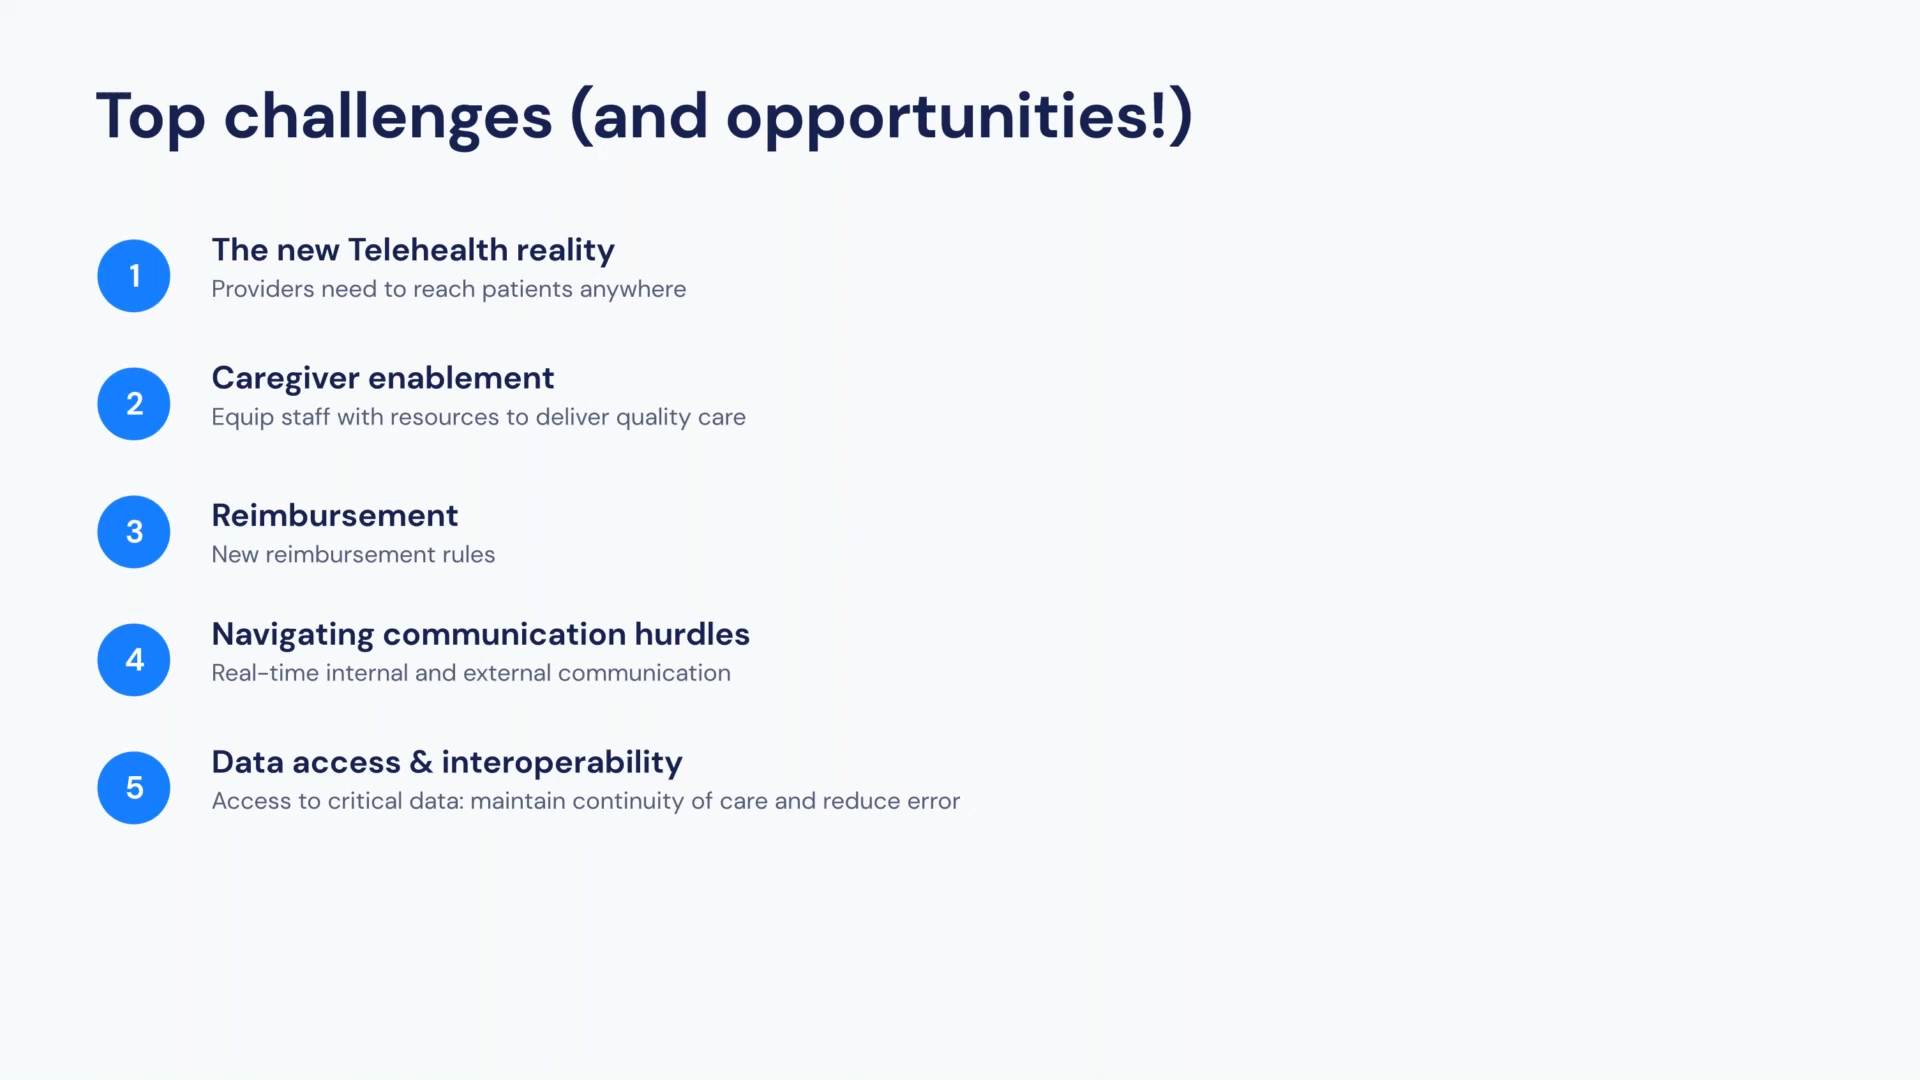 Top challenges (and opportunities!)
1
The new Telehealth reality
Providers need to reach patients anywhere
2
Caregiver enablement
Equip staff with resources to deliver quality care
3
Reimbursement
New reimbursement rules
4
Navigating communication hurdles
Real-time internal and external communication
5
Data access & interoperability
Access to critical data: maintain continuity of care and reduce error